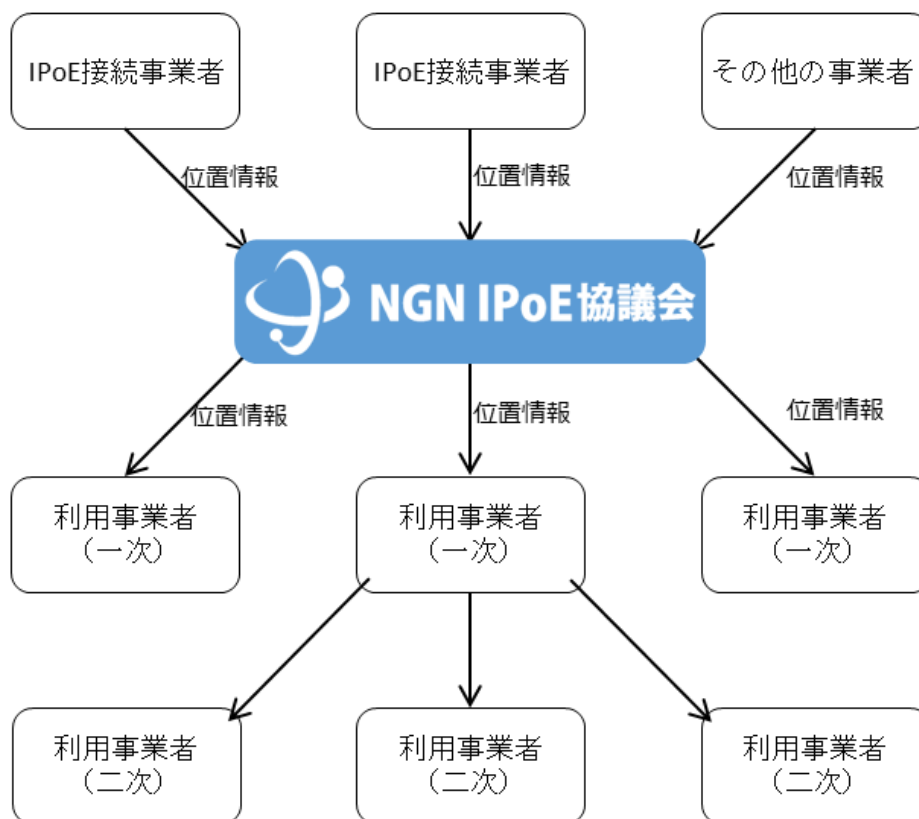 IPoE接続事業者
IPoE接続事業者
その他の事業者
位置情報
位置情報
位置情報
NGN IPoE協議会
位置情報
位置情報
位置情報
利用事業者
(一次)
利用事業者
(一次)
利用事業者
(一次)
利用事業者
(二次)
利用事業者
(二次)
利用事業者
(二次)